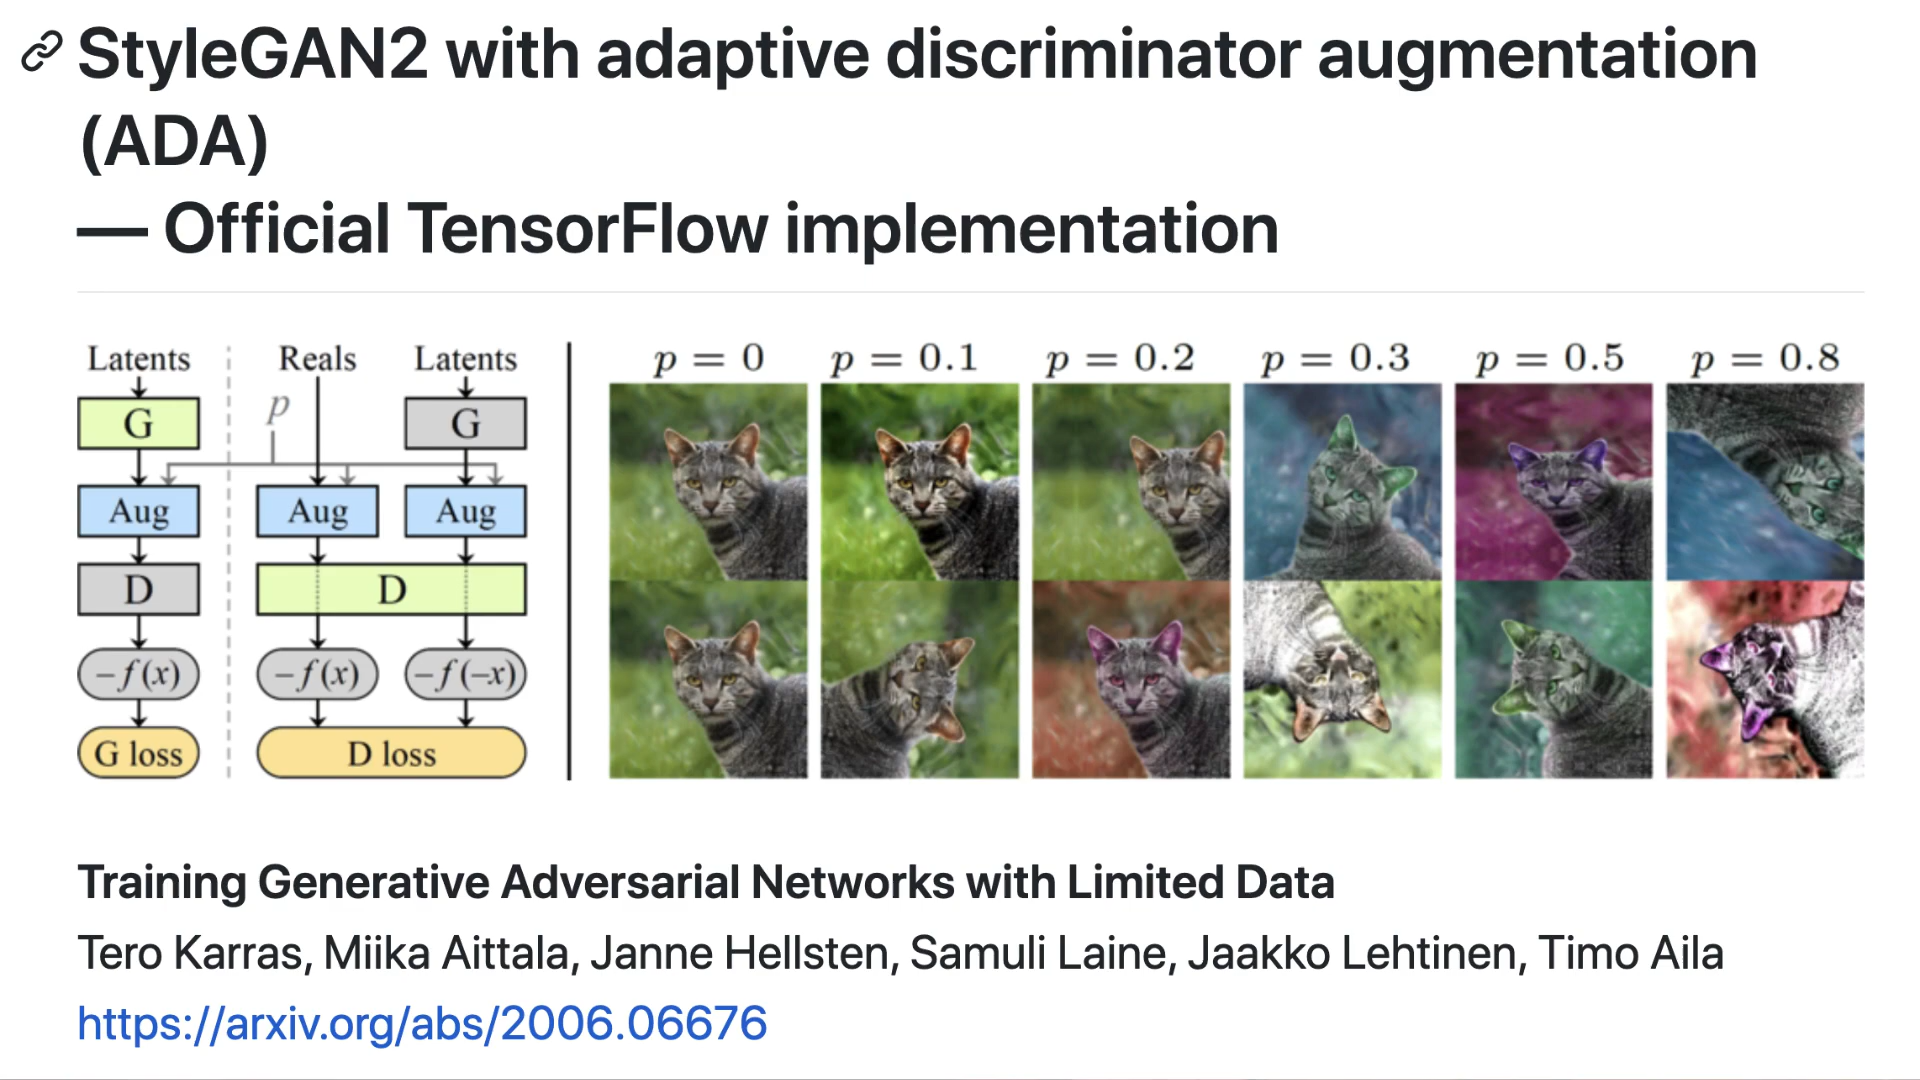 StyleGAN2 with adaptive discriminator augmentation
(ADA)
— Official TensorFlow implementation
Latents Reals Latents
p
G G
Aug Aug Aug
D D
−f(x) −f(x) −f(−x)
G loss D loss
p = 0 p = 0.1 p = 0.2 p = 0.3 p = 0.5 p = 0.8
Training Generative Adversarial Networks with Limited Data
Tero Karras, Miika Aittala, Janne Hellsten, Samuli Laine, Jaakko Lehtinen, Timo Aila
https://arxiv.org/abs/2006.06676